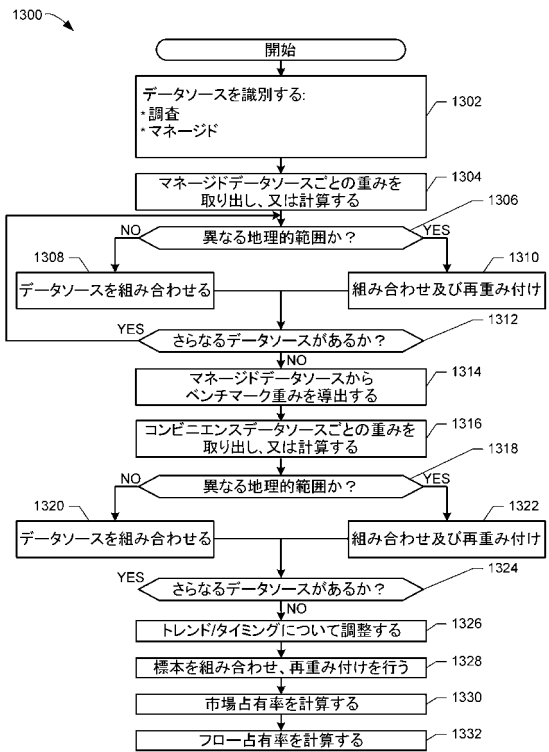 1300
開始
データソースを識別する:
*調査
*マネージド
1302
マネージドデータソースごとの重みを
取り出し、又は計算する
1304
1306
異なる地理的範囲か？
NO
YES
1308
データソースを組み合わせる
1310
組み合わせ及び再重み付け
1312
YES
さらなるデータソースがあるか？
NO
1314
マネージドデータソースから
ベンチマーク重みを導出する
1316
コンビニエンスデータソースごとの重みを
取り出し、又は計算する
1318
NO
異なる地理的範囲か？
YES
1320
データソースを組み合わせる
1322
組み合わせ及び再重み付け
1324
YES
さらなるデータソースがあるか？
NO
トレンド/タイミングについて調整する
1326
標本を組み合わせ、再重み付けを行う
1328
市場占有率を計算する
1330
フロー占有率を計算する
1332